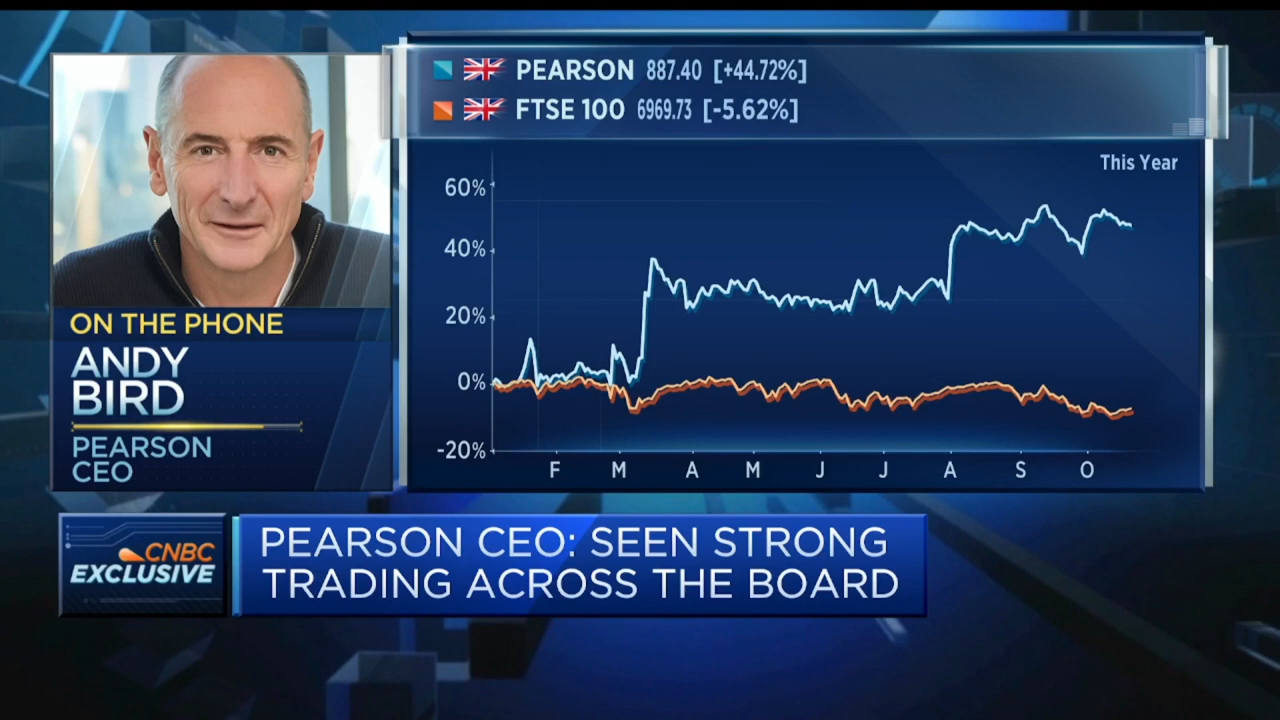 PEARSON 887.40 [+44.72%]
FTSE 100 6969.73 [-5.62%]
This Year
60%
40%
20%
0%
-20%
F M A M J J A S O
ON THE PHONE
ANDY
BIRD
PEARSON
CEO
CNBC
EXCLUSIVE
PEARSON CEO: SEEN STRONG
TRADING ACROSS THE BOARD